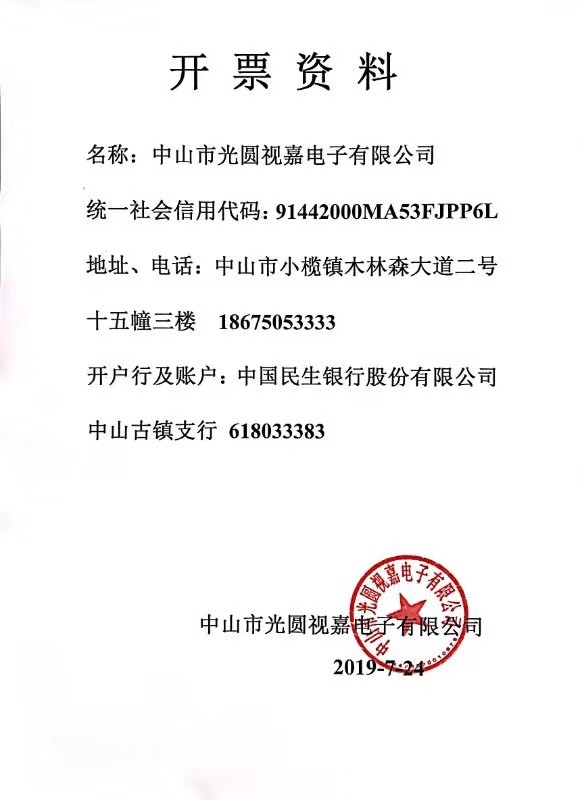 开票资料
名称：中山市光圆视嘉电子有限公司
统一社会信用代码：91442000MA53FJPP6L
地址、电话：中山市小榄镇木林森大道二号
十五幢三楼 18675053333
开户行及账户：中国民生银行股份有限公司
中山古镇支行 618033383
中山市光圆视嘉电子有限公司
中山市光圆视嘉电子有限公司
2019-7-24